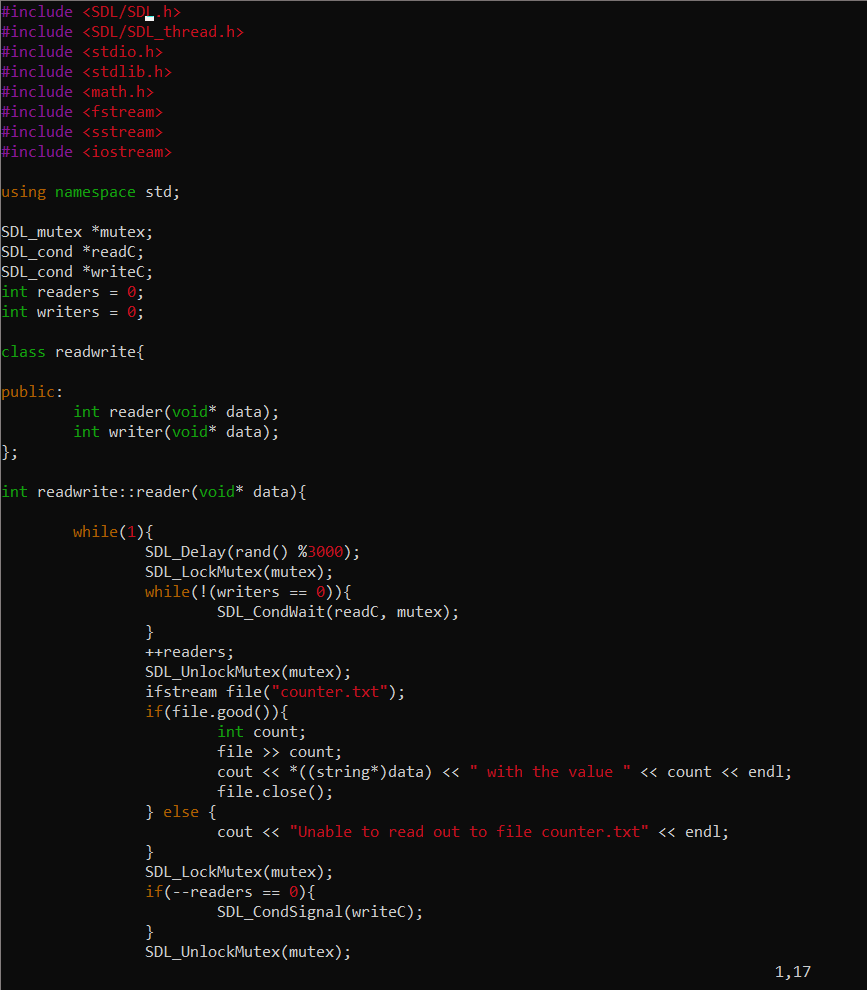 #include <SDL/SDL.h>
#include <SDL/SDL_thread.h>
#include <stdio.h>
#include <stdlib.h>
#include <math.h>
#include <fstream>
#include <sstream>
#include <iostream>

using namespace std;

SDL_mutex *mutex;
SDL_cond *readC;
SDL_cond *writeC;
int readers = 0;
int writers = 0;

class readwrite{

public:
        int reader(void* data);
        int writer(void* data);
};

int readwrite::reader(void* data){

        while(1){
                SDL_Delay(rand() %3000);
                SDL_LockMutex(mutex);
                while(!(writers == 0)){
                        SDL_CondWait(readC, mutex);
                }
                ++readers;
                SDL_UnlockMutex(mutex);
                ifstream file("counter.txt");
                if(file.good()){
                        int count;
                        file >> count;
                        cout << *((string*)data) << " with the value " << count << endl;
                        file.close();
                } else {
                        cout << "Unable to read out to file counter.txt" << endl;
                }
                SDL_LockMutex(mutex);
                if(--readers == 0){
                        SDL_CondSignal(writeC);
                }
                SDL_UnlockMutex(mutex);
1,17